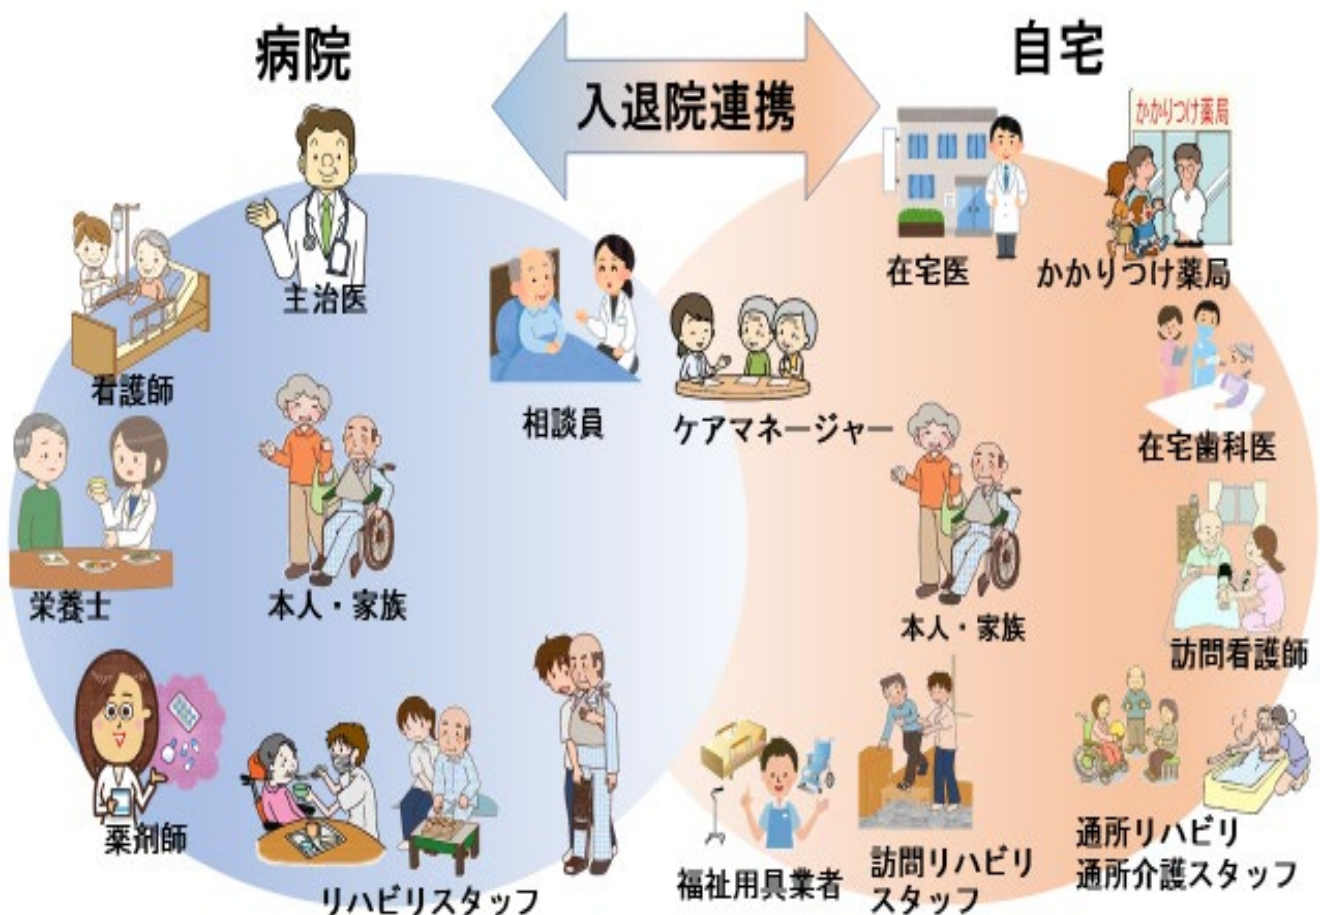 病院
入退院連携
自宅
かかりつけ薬局
主治医
在宅医
かかりつけ薬局
看護師
相談員
ケアマネージャー
在宅歯科医
栄養士
本人・家族
本人・家族
訪問看護師
薬剤師
リハビリスタッフ
福祉用具業者
訪問リハビリ
スタッフ
通所リハビリ
通所介護スタッフ